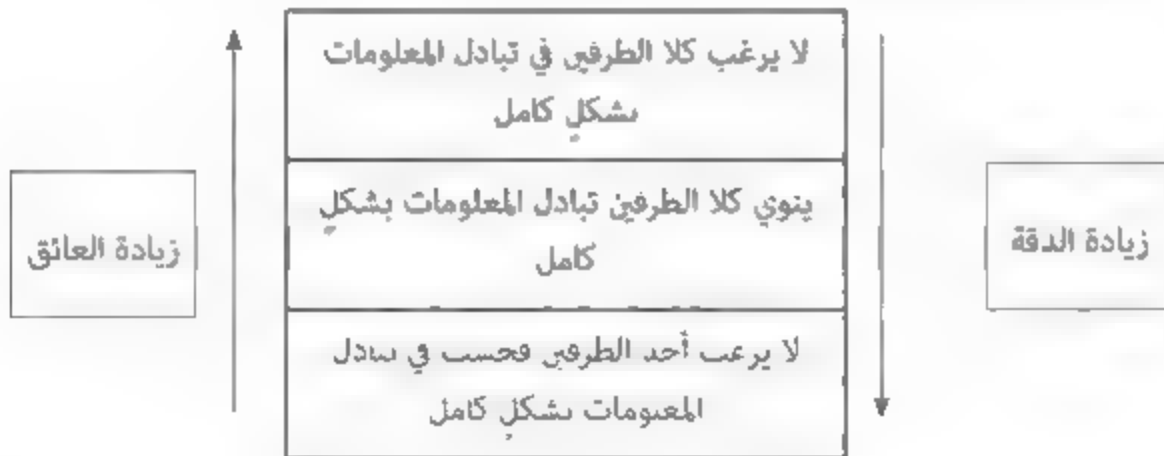 لا يرغب كلا الطرفين في تبادل المعلومات
بشكلٍ كامل
ينوي كلا الطرفين تبادل المعلومات بشكلٍ
كامل
لا يرغب أحد الطرفين فحسب في تبادل
المعلومات بشكلٍ كامل
زيادة الدقة
زيادة العائق